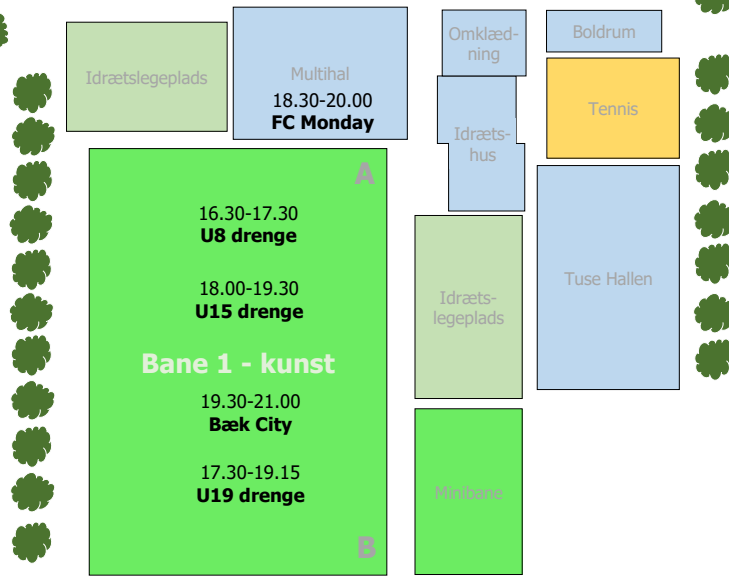 Idrætslegeplads
Multihal
18.30-20.00
FC Monday
Omklæd-
ning
Boldrum
Idræts-
hus
Tennis
A
16.30-17.30
U8 drenge
18.00-19.30
U15 drenge
Bane 1 - kunst
19.30-21.00
Bæk City
17.30-19.15
U19 drenge
B
Idræts-
legeplads
Tuse Hallen
Minibane